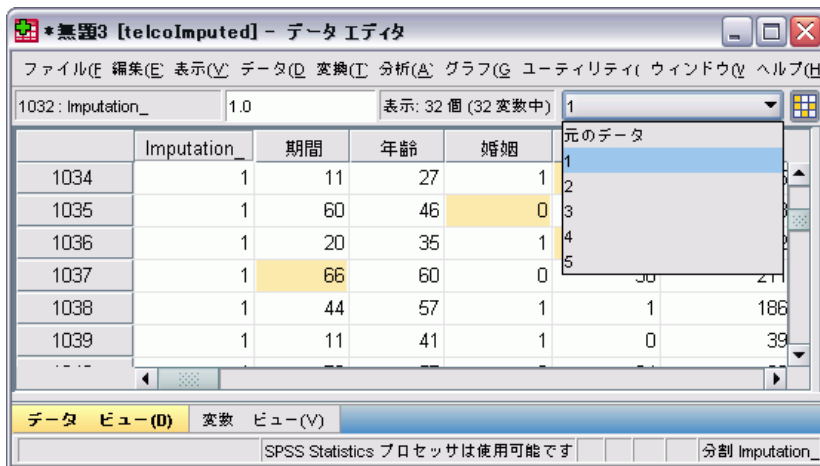 *無題3 [telcoImputed] - データ エディタ
ファイル(F 編集(E) 表示(V) データ(D 変換(T) 分析(A) グラフ(G ユーティリティ( ウィンドウ(W ヘルプ(H
1032 : Imputation_ 1.0 表示: 32 個 (32 変数中) 1
元のデータ
1
2
3
4
5
Imputation_ 期間 年齢 婚姻
1034 1 11 27 1
1035 1 60 46 0
1036 1 20 35 1
1037 1 66 60 0
1038 1 44 57 1 1 186
1039 1 11 41 1 0 39
データ ビュー(D) 変数 ビュー(V)
SPSS Statistics プロセッサは使用可能です 分割 Imputation_